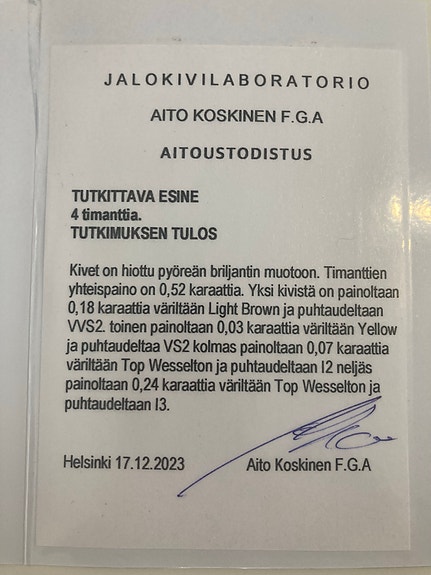 JALOKIVILABORATORIO
AITO KOSKINEN F.G.A
AITOUSTODISTUS
TUTKITTAVA ESINE
4 timanttia.
TUTKIMUKSEN TULOS
Kivet on hiottu pyöreän briljantin muotoon. Timanttien
yhteispaino on 0,52 karaattia. Yksi kivistä on painoltaan
0,18 karaattia väriltään Light Brown ja puhtaudeltaan
VVS2. toinen painoltaan 0,03 karaattia väriltään Yellow
ja puhtaudeltaa VS2 kolmas painoltaan 0,07 karaattia
väriltään Top Wesselton ja puhtaudeltaan I2 neljäs
painoltaan 0,24 karaattia väriltään Top Wesselton ja
puhtaudeltaan I3.
Helsinki 17.12.2023 Aito Koskinen F.G.A